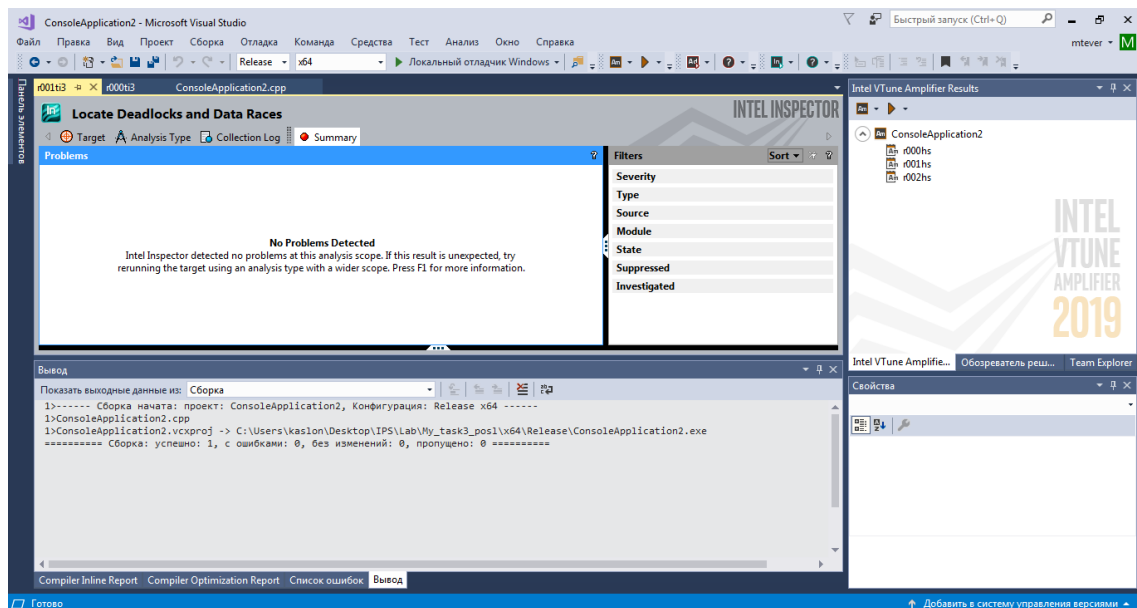 ConsoleApplication2 - Microsoft Visual Studio
Быстрый запуск (Ctrl+Q)
Файл Правка Вид Проект Сборка Отладка Команда Средства Тест Анализ Окно Справка
mtever M
Release x64 Локальный отладчик Windows
Панель элементов
r001ti3 r000ti3 ConsoleApplication2.cpp
Locate Deadlocks and Data Races
INTEL INSPECTOR
Target Analysis Type Collection Log Summary
Problems
No Problems Detected
Intel Inspector detected no problems at this analysis scope. If this result is unexpected, try
rerunning the target using an analysis type with a wider scope. Press F1 for more information.
Filters Sort
Severity
Type
Source
Module
State
Suppressed
Investigated
Intel VTune Amplifier Results
ConsoleApplication2
r000hs
r001hs
r002hs
INTEL
VTUNE
AMPLIFIER
2019
Intel VTune Amplifie... Обозреватель реш... Team Explorer
Свойства
Вывод
Показать выходные данные из: Сборка
1>------ Сборка начата: проект: ConsoleApplication2, Конфигурация: Release x64 ------
1>ConsoleApplication2.cpp
1>ConsoleApplication2.vcxproj -> C:\Users\kaslon\Desktop\IPS\Lab\My_task3_posl\x64\Release\ConsoleApplication2.exe
========== Сборка: успешно: 1, с ошибками: 0, без изменений: 0, пропущено: 0 ==========
Compiler Inline Report Compiler Optimization Report Список ошибок Вывод
Готово
Добавить в систему управления версиями